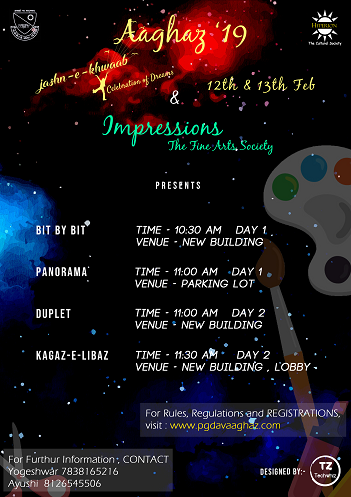 Aaghaz '19
HYPERION
The Cultural Society
jashn-e-khwaab
Celebration of Dreams
12th & 13th Feb
&
Impressions
The Fine Arts Society
PRESENTS
BIT BY BIT TIME - 10:30 AM DAY 1
VENUE - NEW BUILDING
PANORAMA TIME - 11:00 AM DAY 1
VENUE - PARKING LOT
DUPLET TIME - 11:00 AM DAY 2
VENUE - NEW BUILDING
KAGAZ-E-LIBAZ TIME - 11:30 AM DAY 2
VENUE - NEW BUILDING , LOBBY
For Rules, Regulations and REGISTRATIONS,
visit : www.pgdavaaghaz.com
For Furthur Information , CONTACT
Yogeshwar 7838165216
Ayushi 8126545506
DESIGNED BY:-
TZ
Techwhiz